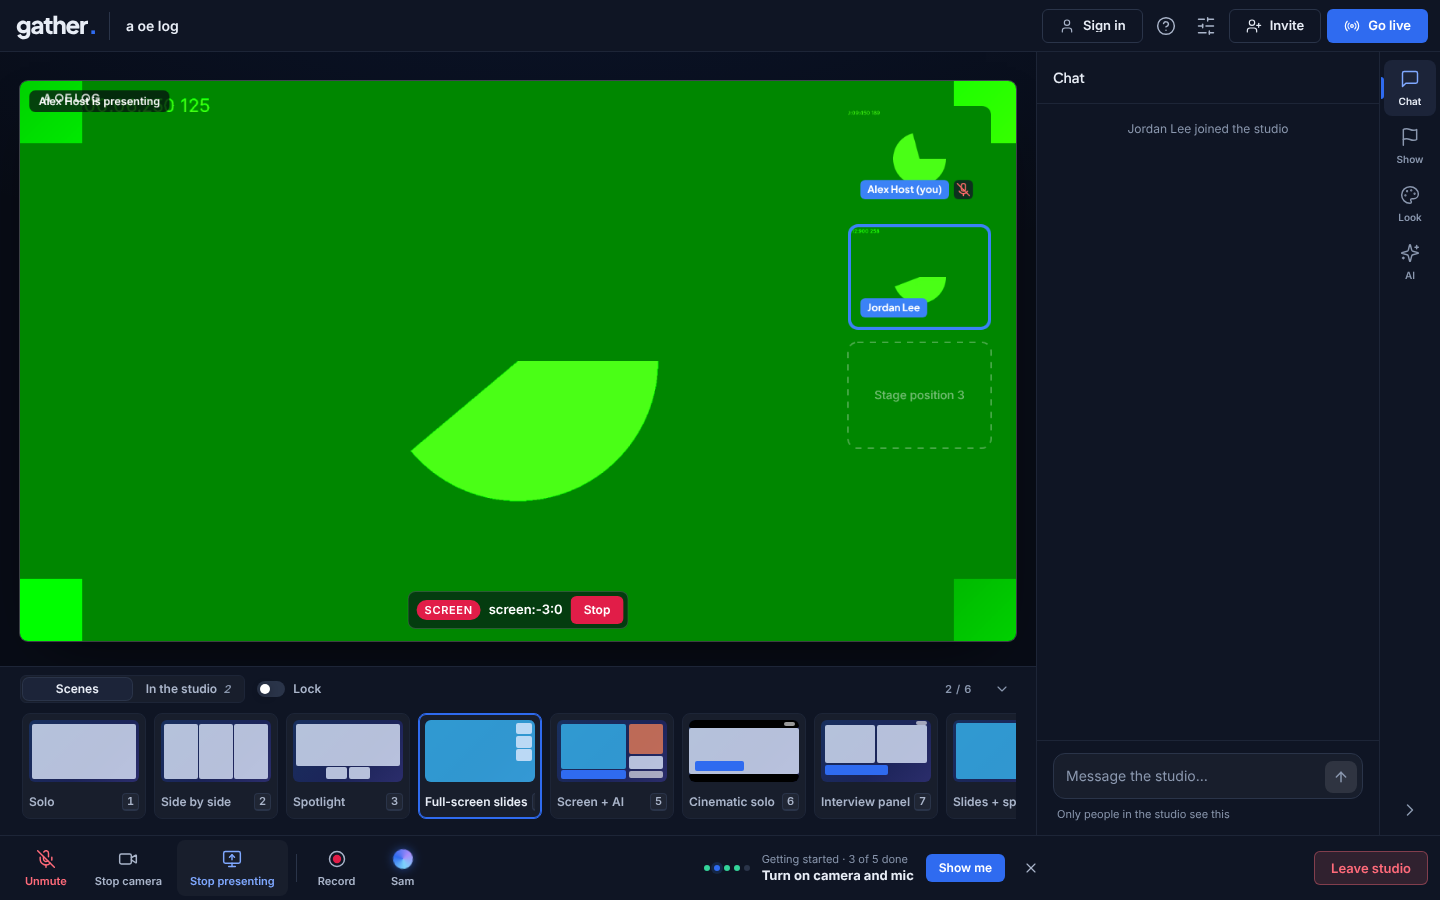 gather.
a oe log
Sign in
Invite
Go live
Alex Host is presenting
125
Alex Host (you)
Jordan Lee
Stage position 3
SCREEN
screen:-3:0
Stop
Chat
Jordan Lee joined the studio
Chat
Show
Look
AI
Scenes
In the studio 2
Lock
2 / 6
Solo 1
Side by side 2
Spotlight 3
Full-screen slides
Screen + AI 5
Cinematic solo 6
Interview panel 7
Slides + sp
Message the studio...
Only people in the studio see this
Unmute
Stop camera
Stop presenting
Record
Sam
Getting started · 3 of 5 done
Turn on camera and mic
Show me
Leave studio